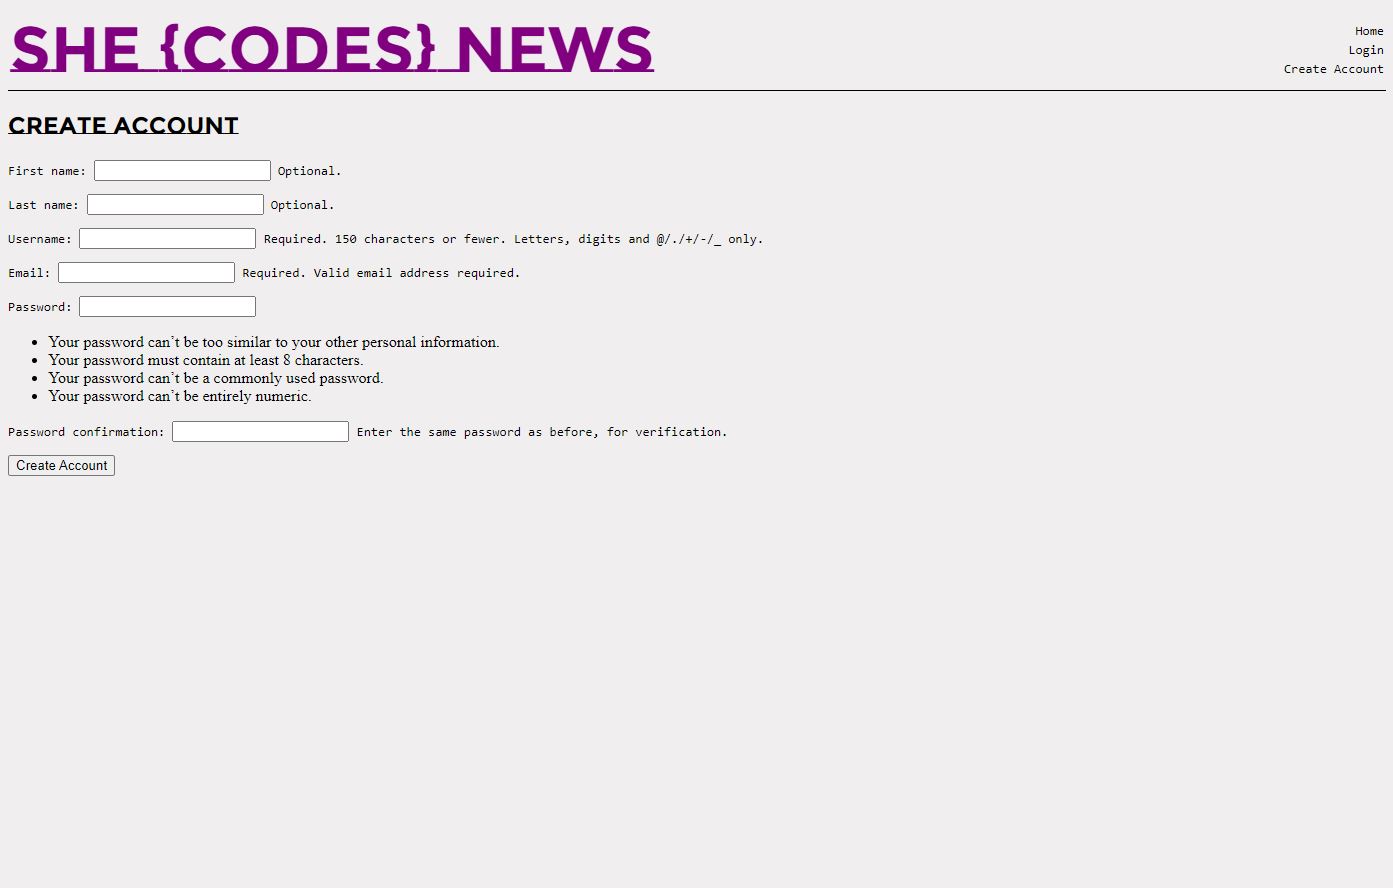 SHE {CODES} NEWS
Home
Login
Create Account
CREATE ACCOUNT
First name: Optional.
Last name: Optional.
Username: Required. 150 characters or fewer. Letters, digits and @/./+/-/_ only.
Email: Required. Valid email address required.
Password:
• Your password can’t be too similar to your other personal information.
• Your password must contain at least 8 characters.
• Your password can’t be a commonly used password.
• Your password can’t be entirely numeric.
Password confirmation: Enter the same password as before, for verification.
Create Account